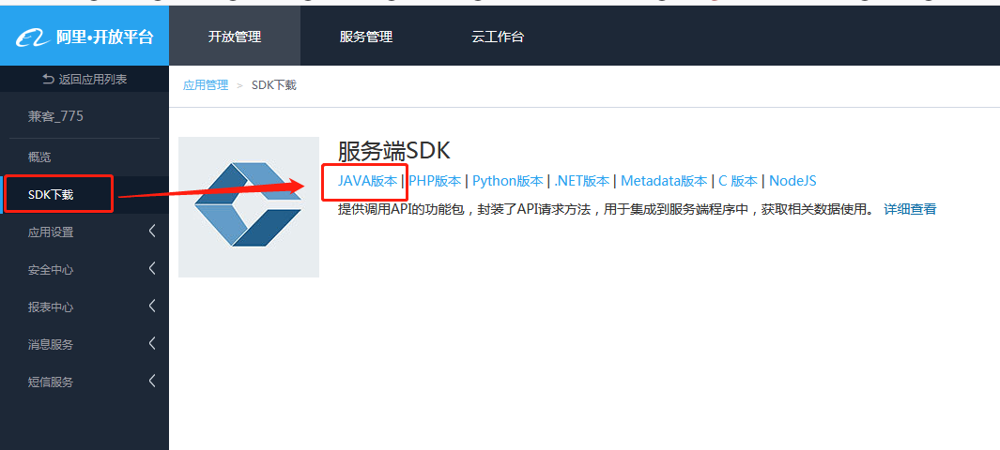 阿里•开放平台
开放管理 服务管理 云工作台
返回应用列表
应用管理 > SDK下载
兼客_775
概览
SDK下载
应用设置
安全中心
报表中心
消息服务
短信服务
服务端SDK
JAVA版本 | PHP版本 | Python版本 | .NET版本 | Metadata版本 | C 版本 | NodeJS
提供调用API的功能包，封装了API请求方法，用于集成到服务端程序中，获取相关数据使用。 详细查看